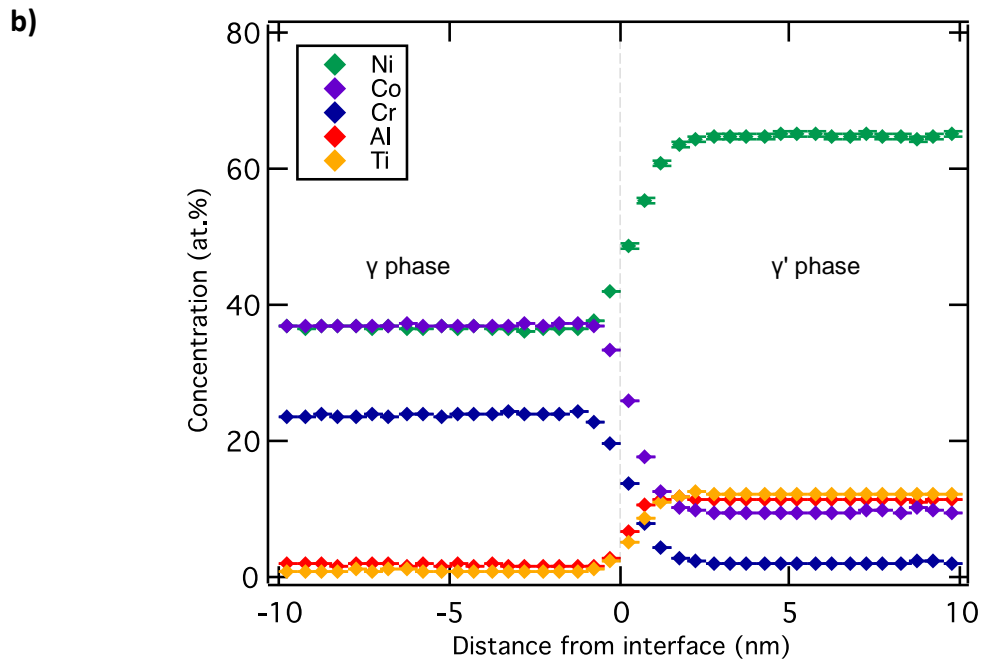 b)
80
60
40
20
0
Concentration (at.%)
Ni
Co
Cr
Al
Ti
γ phase
γ' phase
-10
-5
0
5
10
Distance from interface (nm)